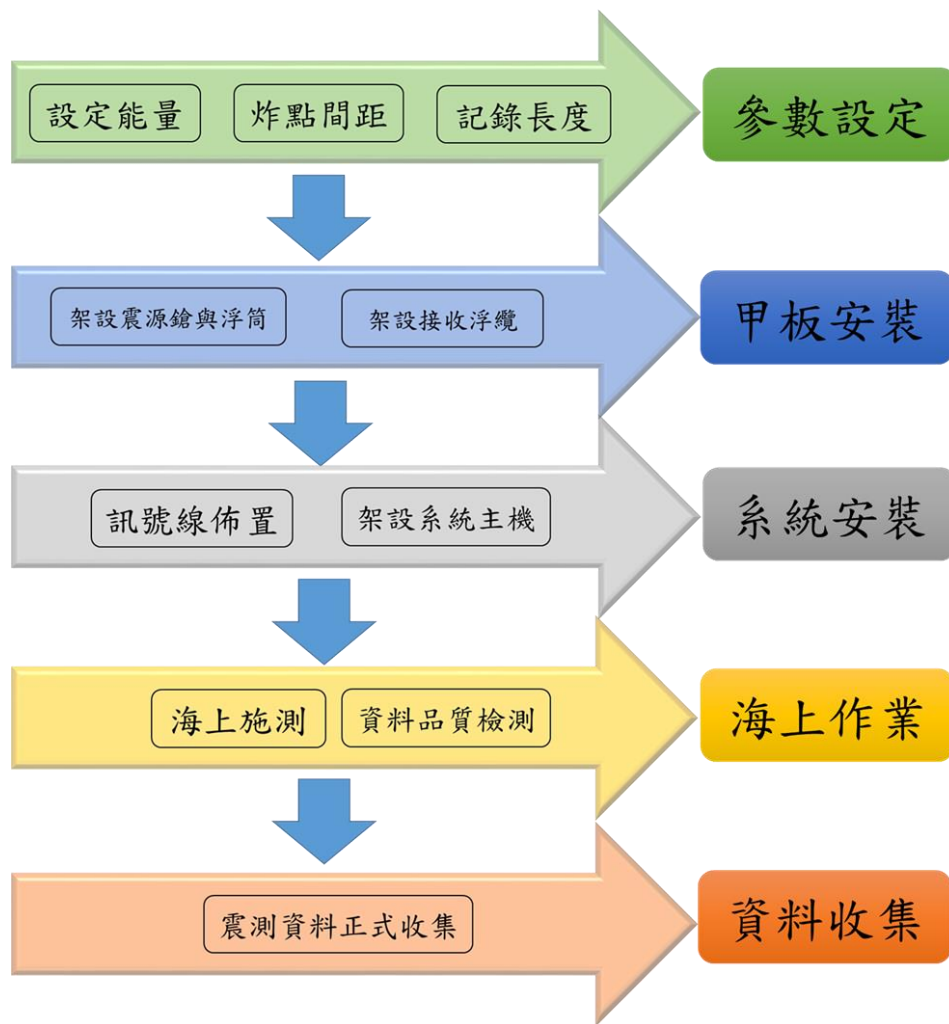 設定能量
炸點間距
記錄長度
參數設定
架設震源鎗與浮筒
架設接收浮纜
甲板安裝
訊號線佈置
架設系統主機
系統安裝
海上施測
資料品質檢測
海上作業
震測資料正式收集
資料收集